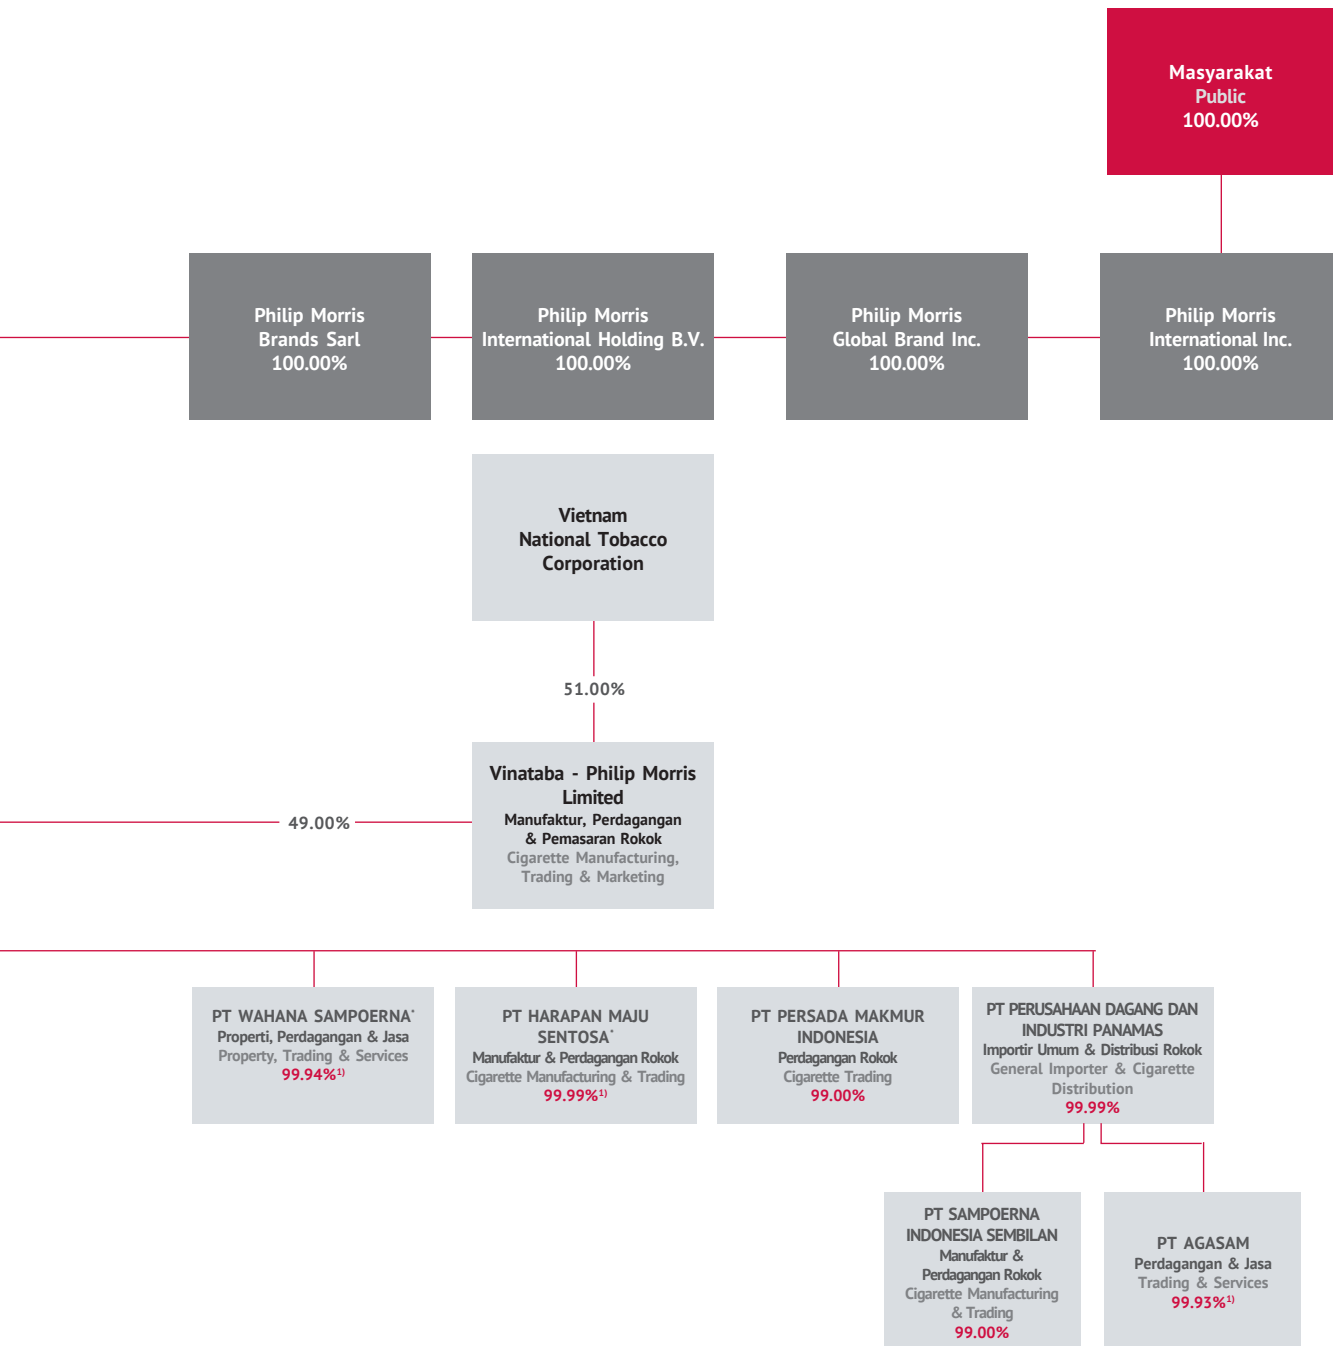 Masyarakat
Public
100.00%
Philip Morris
Brands Sarl
100.00%
Philip Morris
International Holding B.V.
100.00%
Philip Morris
Global Brand Inc.
100.00%
Philip Morris
International Inc.
100.00%
Vietnam
National Tobacco
Corporation
51.00%
Vinataba - Philip Morris
Limited
Manufaktur, Perdagangan
& Pemasaran Rokok
Cigarette Manufacturing,
Trading & Marketing
49.00%
PT WAHANA SAMPOERNA*
Properti, Perdagangan & Jasa
Property, Trading & Services
99.94%1)
PT HARAPAN MAJU
SENTOSA*
Manufaktur & Perdagangan Rokok
Cigarette Manufacturing & Trading
99.99%1)
PT PERSADA MAKMUR
INDONESIA
Perdagangan Rokok
Cigarette Trading
99.00%
PT PERUSAHAAN DAGANG DAN
INDUSTRI PANAMAS
Importir Umum & Distribusi Rokok
General Importer & Cigarette
Distribution
99.99%
PT SAMPOERNA
INDONESIA SEMBILAN
Manufaktur &
Perdagangan Rokok
Cigarette Manufacturing
& Trading
99.00%
PT AGASAM
Perdagangan & Jasa
Trading & Services
99.93%1)